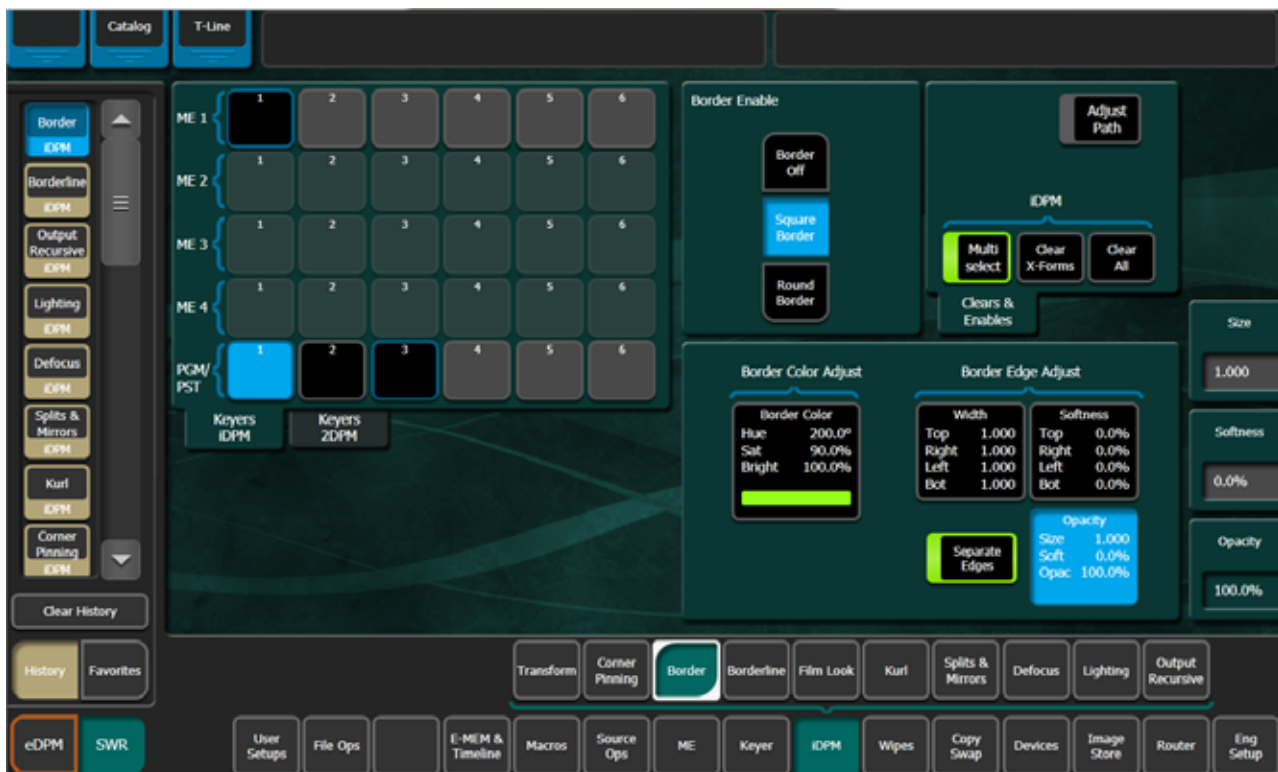 Catalog
T-Line
Border
iDPM
Borderline
iDPM
Output
Recursive
iDPM
Lighting
iDPM
Defocus
iDPM
Splits &
Mirrors
iDPM
Kurl
iDPM
Corner
Pinning
iDPM
Clear History
History
Favorites
eDPM
SWR
ME 1
1 2 3 4 5 6
ME 2
1 2 3 4 5 6
ME 3
1 2 3 4 5 6
ME 4
1 2 3 4 5 6
PGM/
PST
1 2 3 4 5 6
Keyers
iDPM
Keyers
2DPM
Border Enable
Border
Off
Square
Border
Round
Border
Adjust
Path
iDPM
Multi
select
Clear
X-Forms
Clear
All
Clears &
Enables
Border Color Adjust
Border Color
Hue 200.0º
Sat 90.0%
Bright 100.0%
Border Edge Adjust
Width
Top 1.000
Right 1.000
Left 1.000
Bot 1.000
Softness
Top 0.0%
Right 0.0%
Left 0.0%
Bot 0.0%
Separate
Edges
Opacity
Size 1.000
Soft 0.0%
Opac 100.0%
Size
1.000
Softness
0.0%
Opacity
100.0%
Transform
Corner
Pinning
Border
Borderline
Film Look
Kurl
Splits &
Mirrors
Defocus
Lighting
Output
Recursive
User
Setups
File Ops
E-MEM &
Timeline
Macros
Source
Ops
ME
Keyer
iDPM
Wipes
Copy
Swap
Devices
Image
Store
Router
Eng
Setup